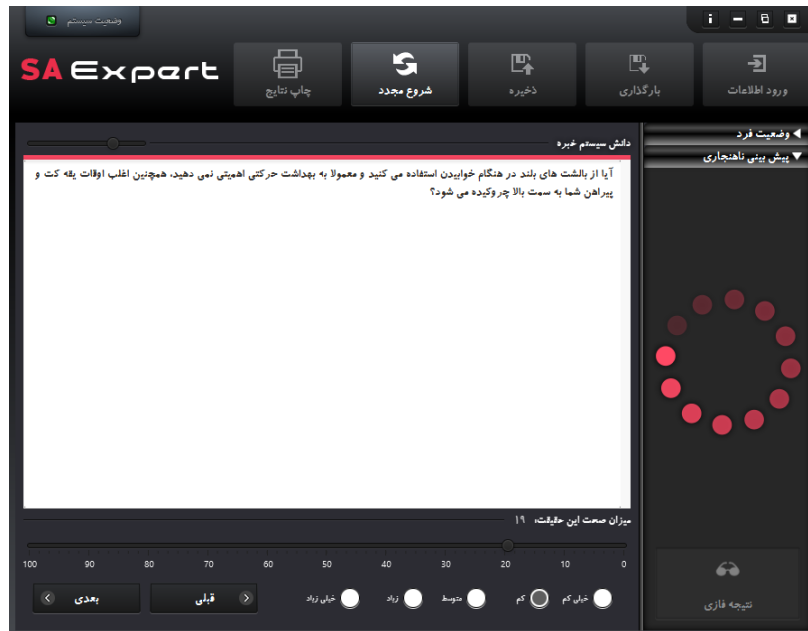 وضعیت سیستم
SA Expert
ورود اطلاعات
بارگذاری
ذخیره
شروع مجدد
چاپ نتایج
وضعیت فرد
پیش بینی ناهنجاری
دانش سیستم خبره
آیا از بالشت های بلند در هنگام خوابیدن استفاده می کنید و معمولا به بهداشت حرکتی اهمیتی نمی دهید، همچنین اغلب اوقات یقه کت و
پیراهن شما به سمت بالا چروکیده می شود؟
میزان صحت این حقیقت: ۱۹
100 90 80 70 60 50 40 30 20 10 0
خیلی کم
کم
متوسط
زیاد
خیلی زیاد
قبلی
بعدی
نتیجه فازی